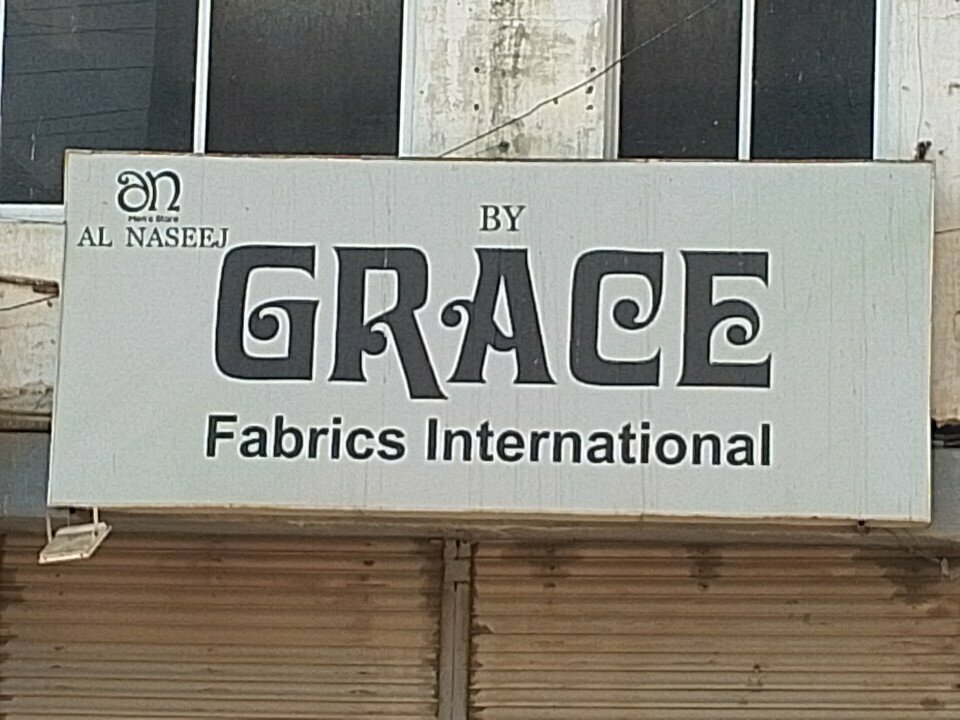 an
Men's Store
AL NASEEJ
BY
GRACE
Fabrics International